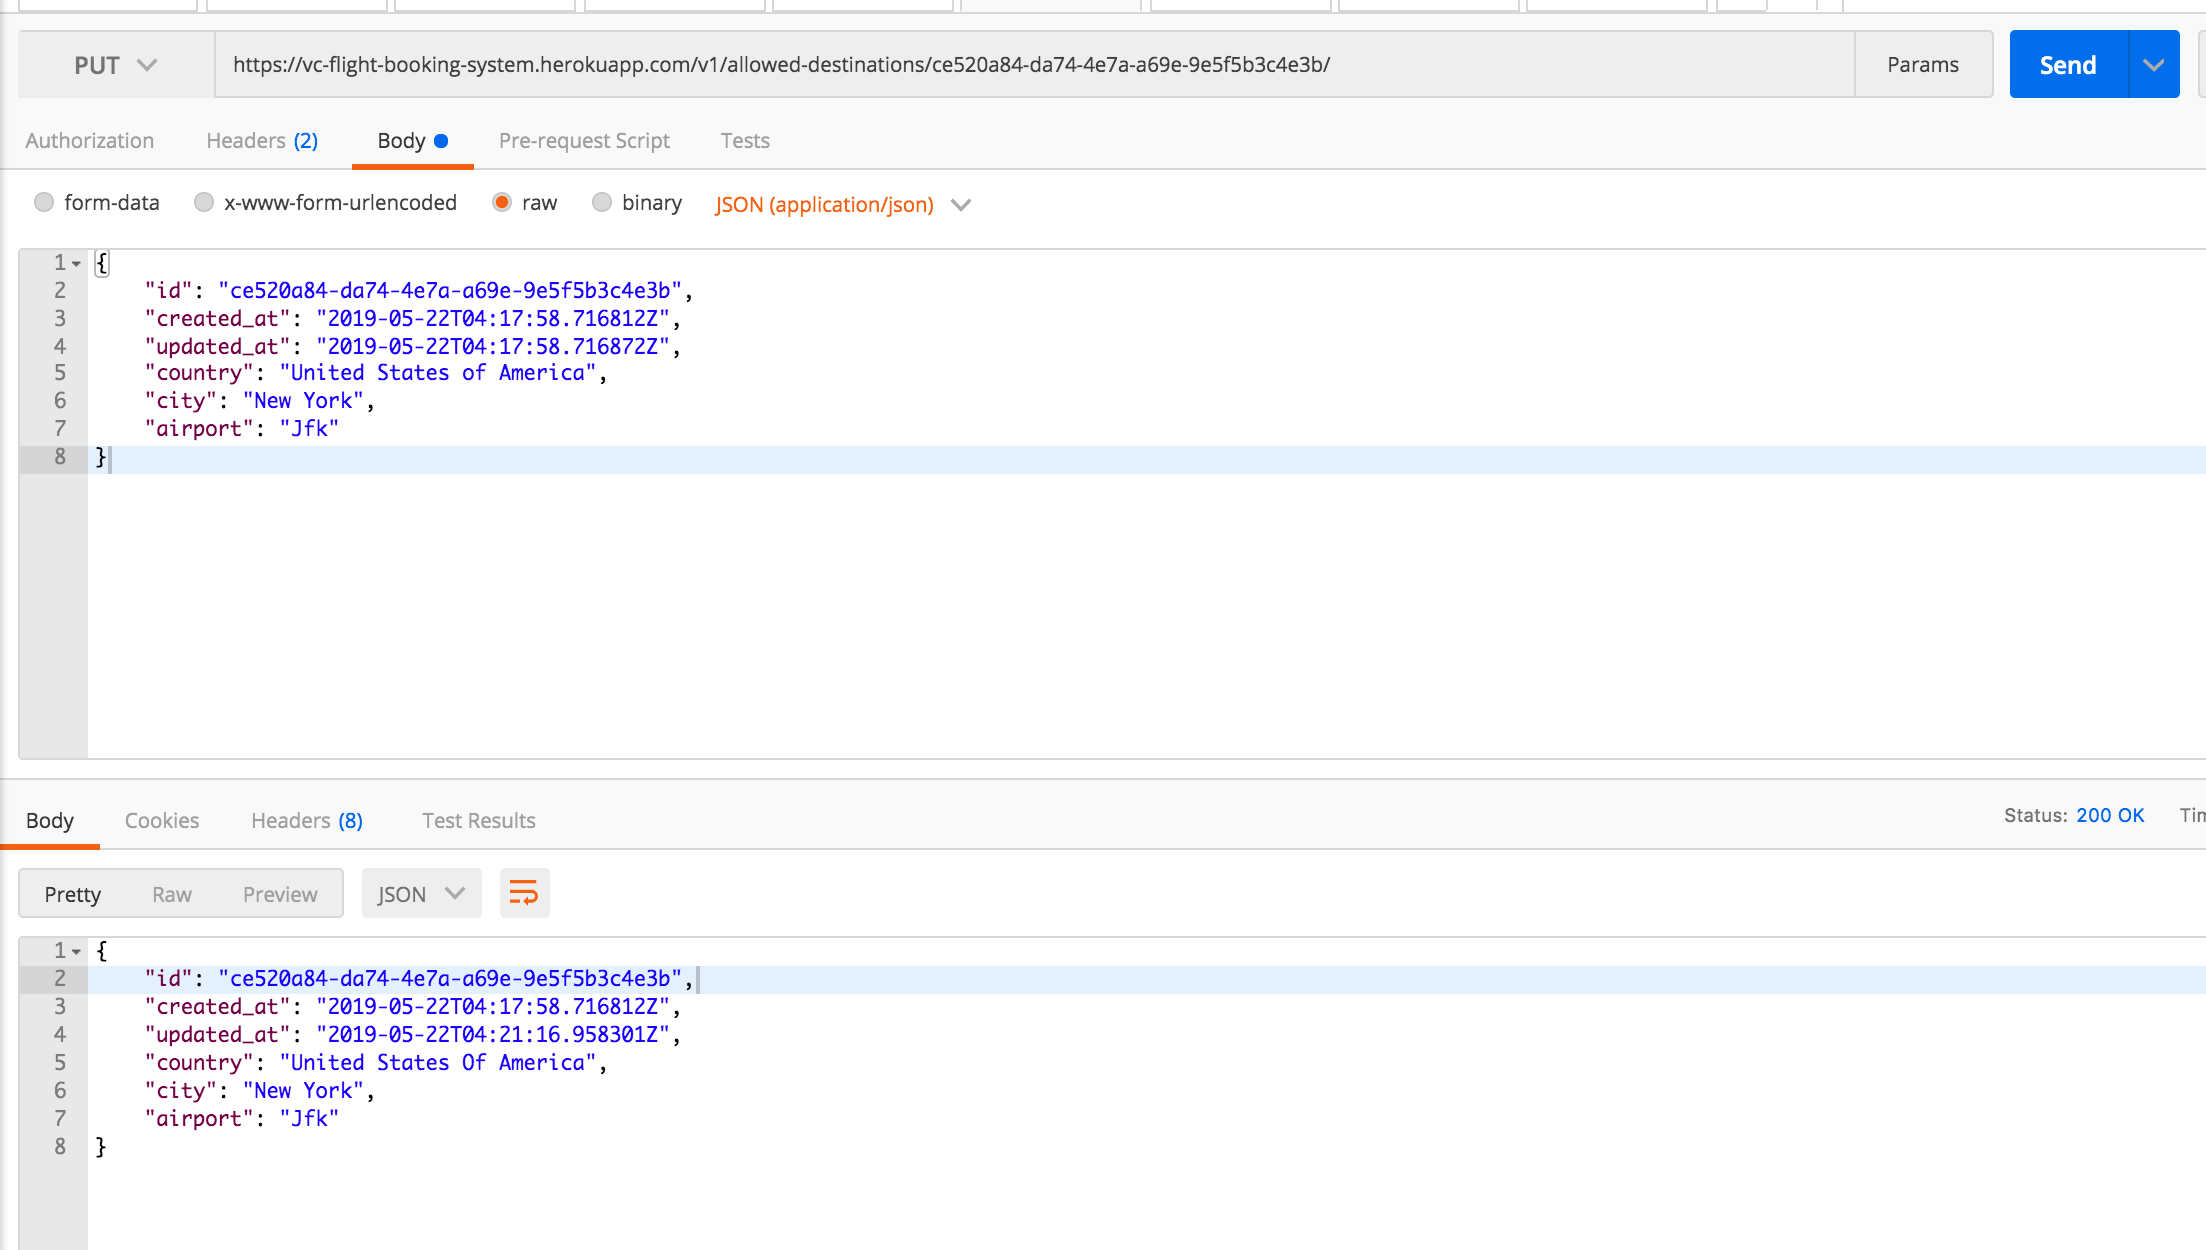 PUT https://vc-flight-booking-system.herokuapp.com/v1/allowed-destinations/ce520a84-da74-4e7a-a69e-9e5f5b3c4e3b/ Params Send
Authorization Headers (2) Body Pre-request Script Tests
form-data x-www-form-urlencoded raw binary JSON (application/json)
1 {
2 "id": "ce520a84-da74-4e7a-a69e-9e5f5b3c4e3b",
3 "created_at": "2019-05-22T04:17:58.716812Z",
4 "updated_at": "2019-05-22T04:17:58.716872Z",
5 "country": "United States of America",
6 "city": "New York",
7 "airport": "Jfk"
8 }
Body Cookies Headers (8) Test Results Status: 200 OK Tim
Pretty Raw Preview JSON
1 {
2 "id": "ce520a84-da74-4e7a-a69e-9e5f5b3c4e3b",
3 "created_at": "2019-05-22T04:17:58.716812Z",
4 "updated_at": "2019-05-22T04:21:16.958301Z",
5 "country": "United States Of America",
6 "city": "New York",
7 "airport": "Jfk"
8 }